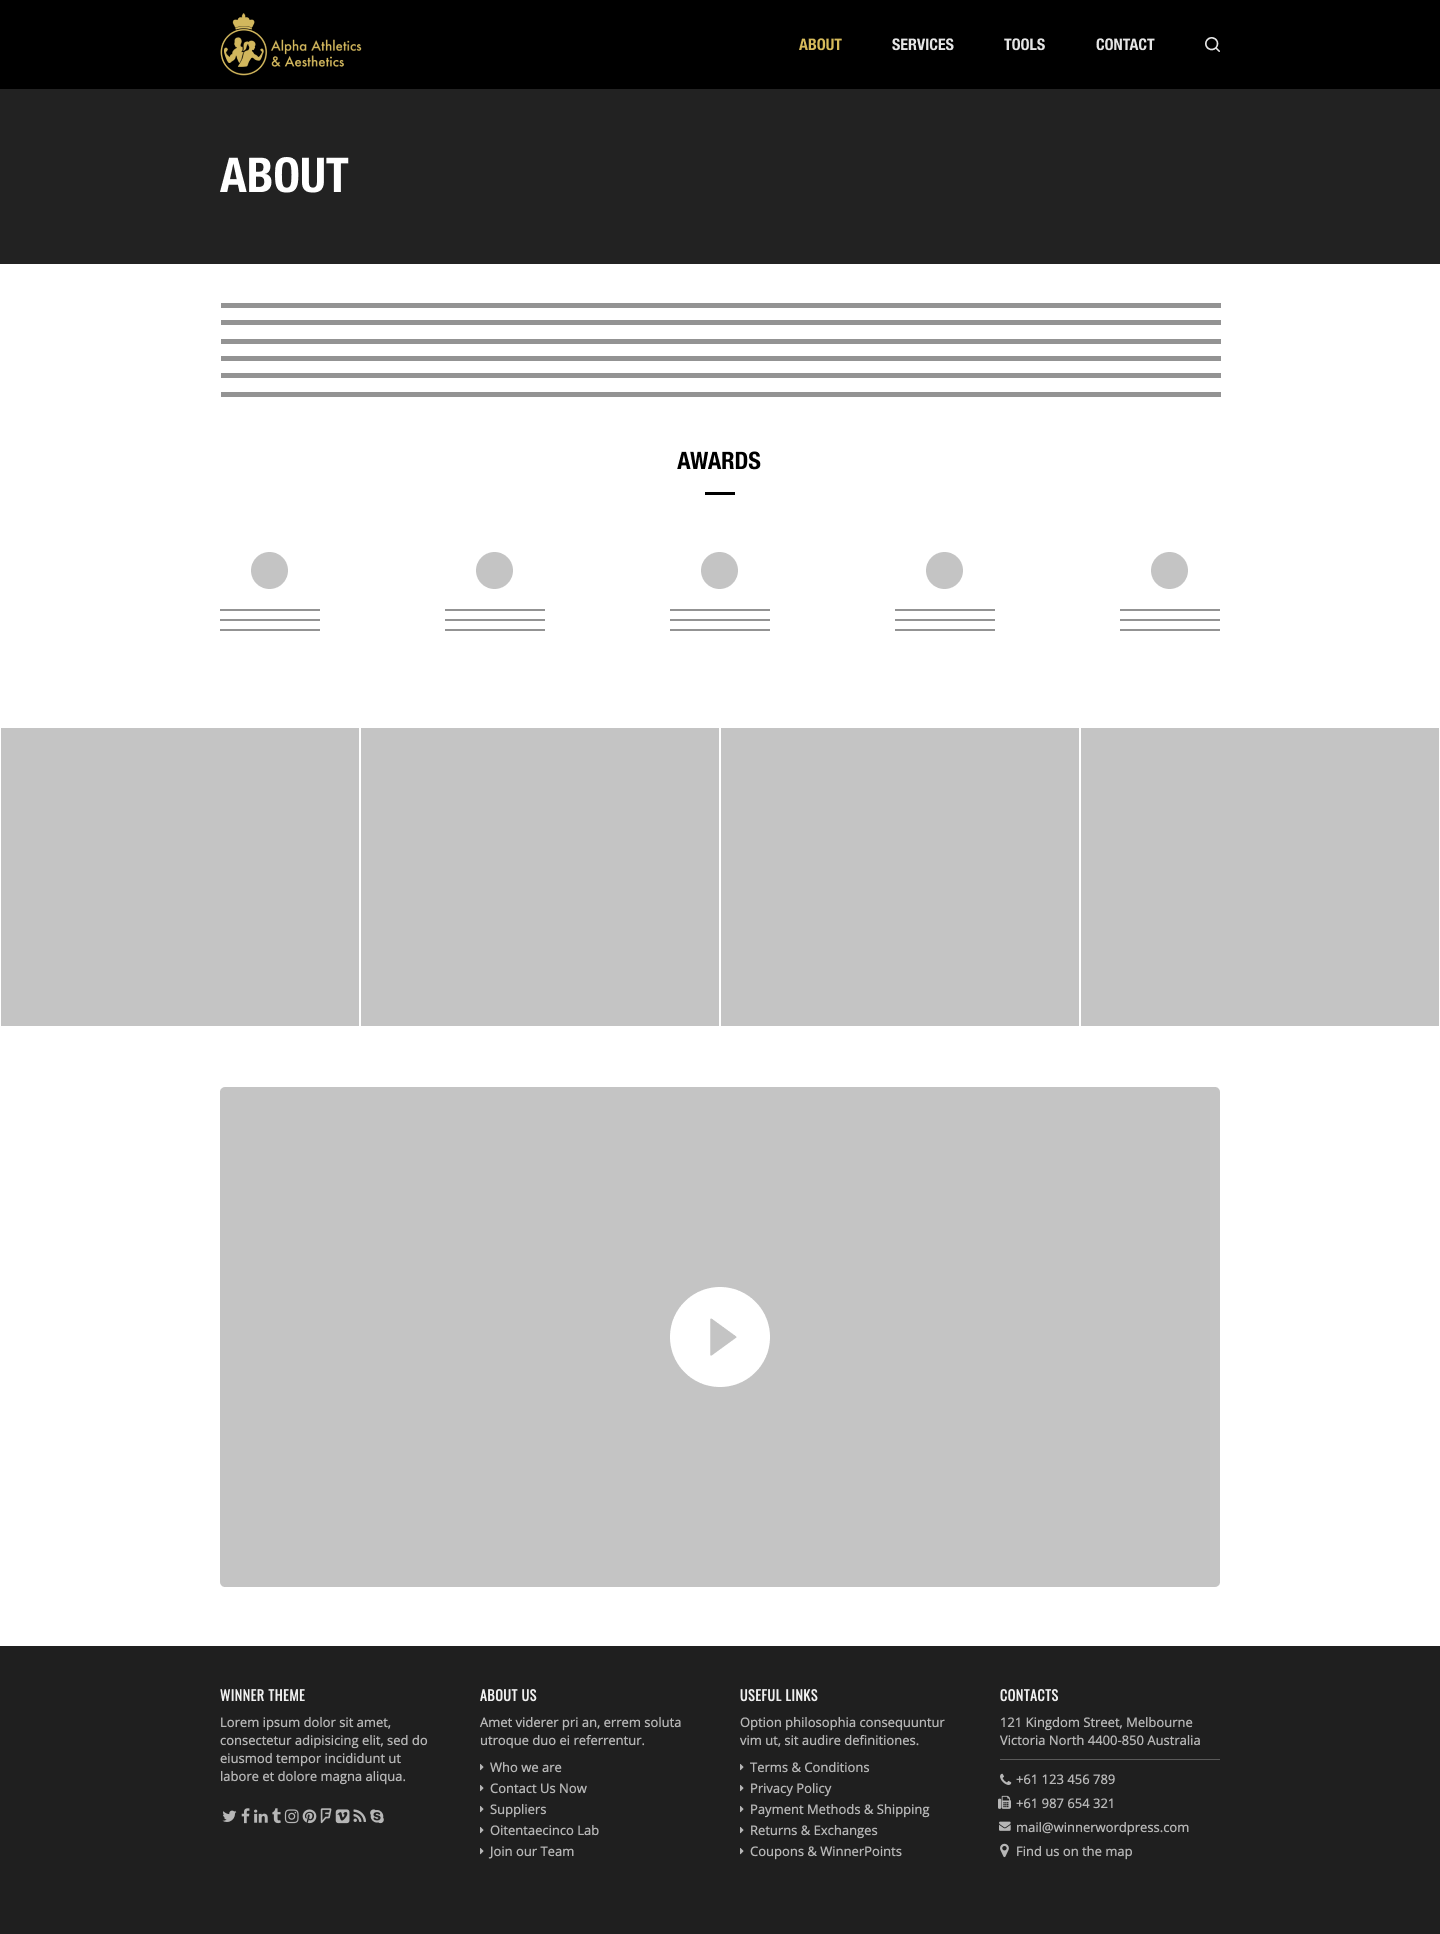 Alpha Athletics
& Aesthetics
ABOUT
SERVICES
TOOLS
CONTACT
ABOUT
AWARDS
WINNER THEME
Lorem ipsum dolor sit amet,
consectetur adipisicing elit, sed do
eiusmod tempor incididunt ut
labore et dolore magna aliqua.
ABOUT US
Amet viderer pri an, errem soluta
utroque duo ei referrentur.
Who we are
Contact Us Now
Suppliers
Oitentaecinco Lab
Join our Team
USEFUL LINKS
Option philosophia consequuntur
vim ut, sit audire definitiones.
Terms & Conditions
Privacy Policy
Payment Methods & Shipping
Returns & Exchanges
Coupons & WinnerPoints
CONTACTS
121 Kingdom Street, Melbourne
Victoria North 4400-850 Australia
+61 123 456 789
+61 987 654 321
mail@winnerwordpress.com
Find us on the map